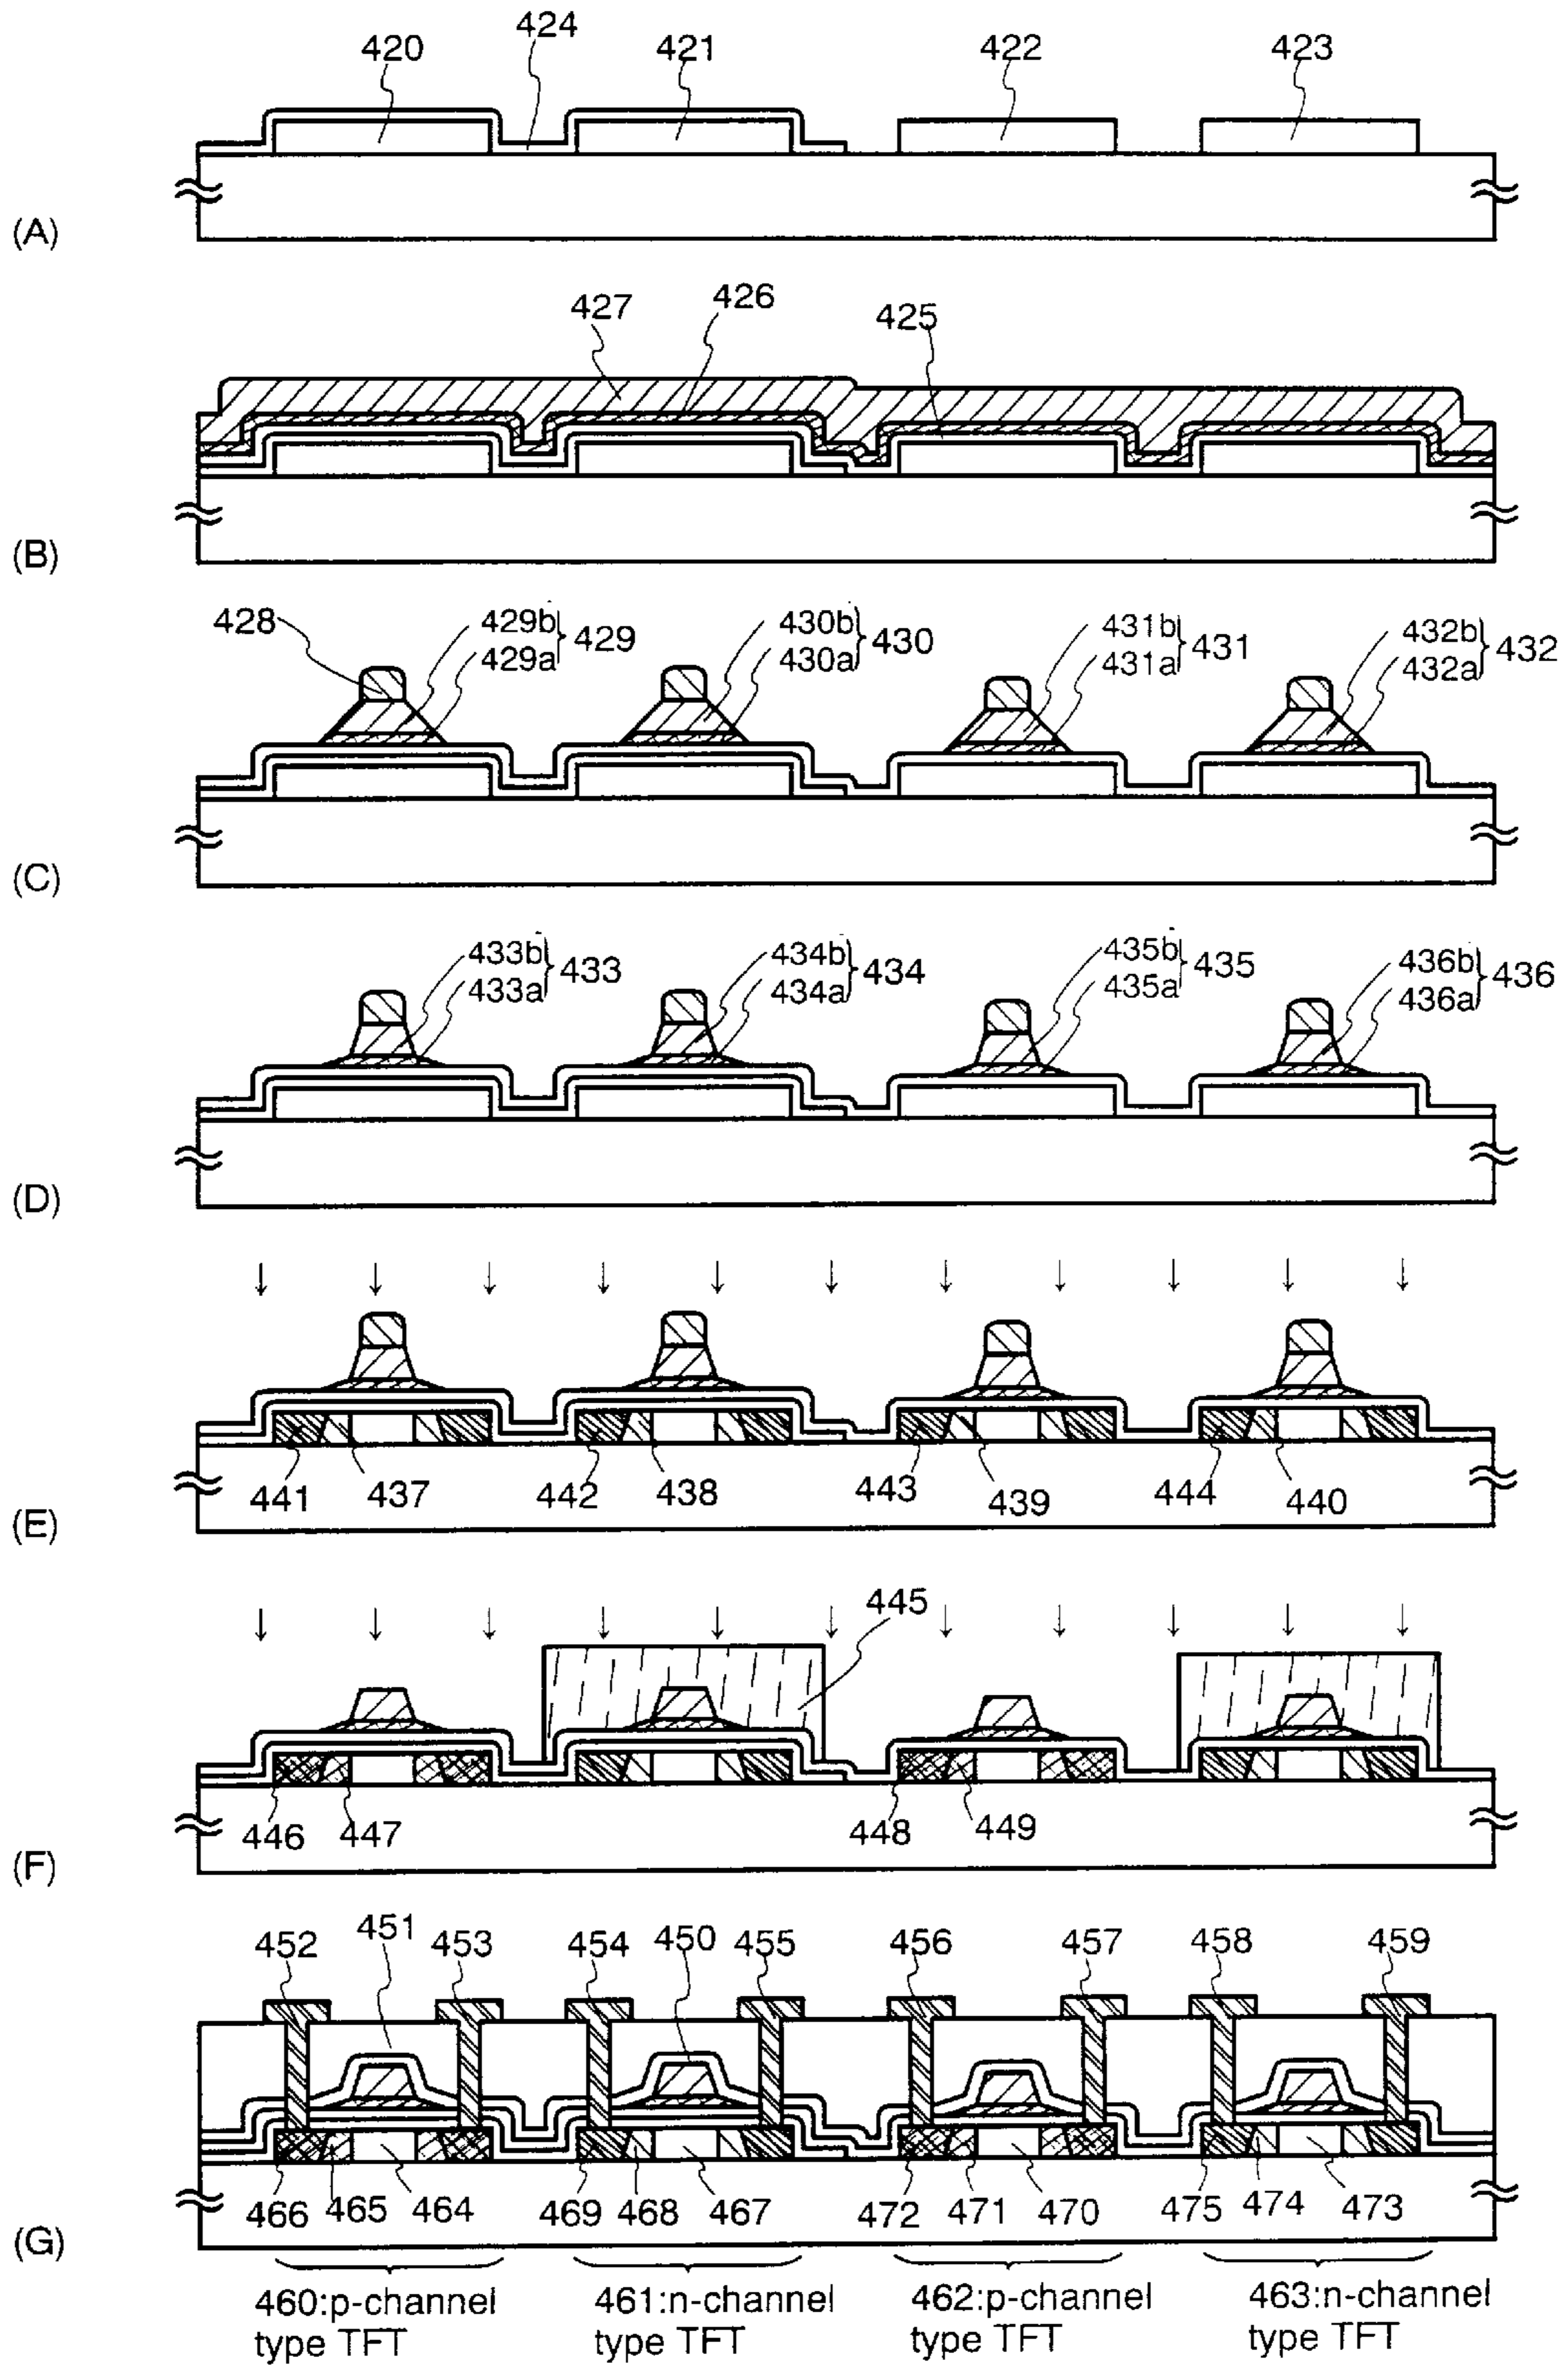 420 424 421 422 423
(A)
427 426 425
(B)
428 429b 429a } 429 430b 430a } 430 431b 431a } 431 432b 432a } 432
(C)
433b 433a } 433 434b 434a } 434 435b 435a } 435 436b 436a } 436
(D)
441 437 442 438 443 439 444 440
(E)
445
446 447 448 449
(F)
452 451 453 454 450 455 456 457 458 459
466 465 464 469 468 467 472 471 470 475 474 473
(G)
460:p-channel type TFT
461:n-channel type TFT
462:p-channel type TFT
463:n-channel type TFT